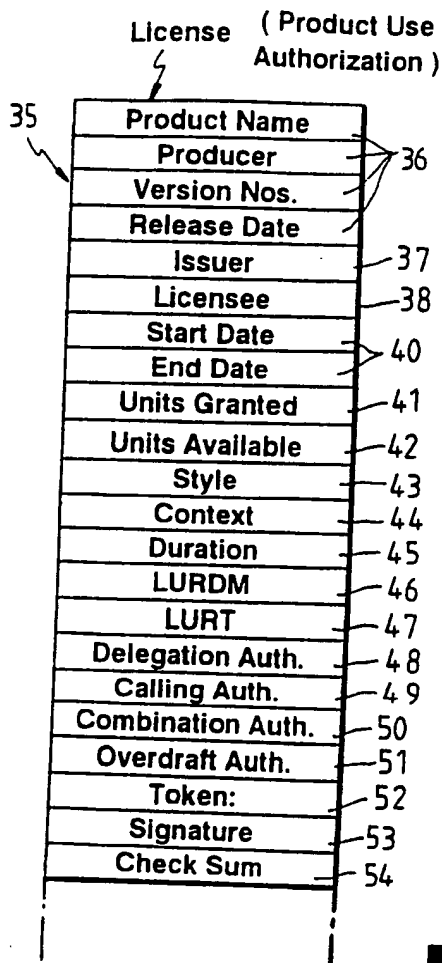 License ( Product Use
Authorization )
35
Product Name
Producer
36
Version Nos.
Release Date
Issuer 37
Licensee 38
Start Date
40
End Date
Units Granted 41
Units Available 42
Style 43
Context 44
Duration 45
LURDM 46
LURT 47
Delegation Auth. 48
Calling Auth. 49
Combination Auth. 50
Overdraft Auth. 51
Token: 52
Signature 53
Check Sum 54